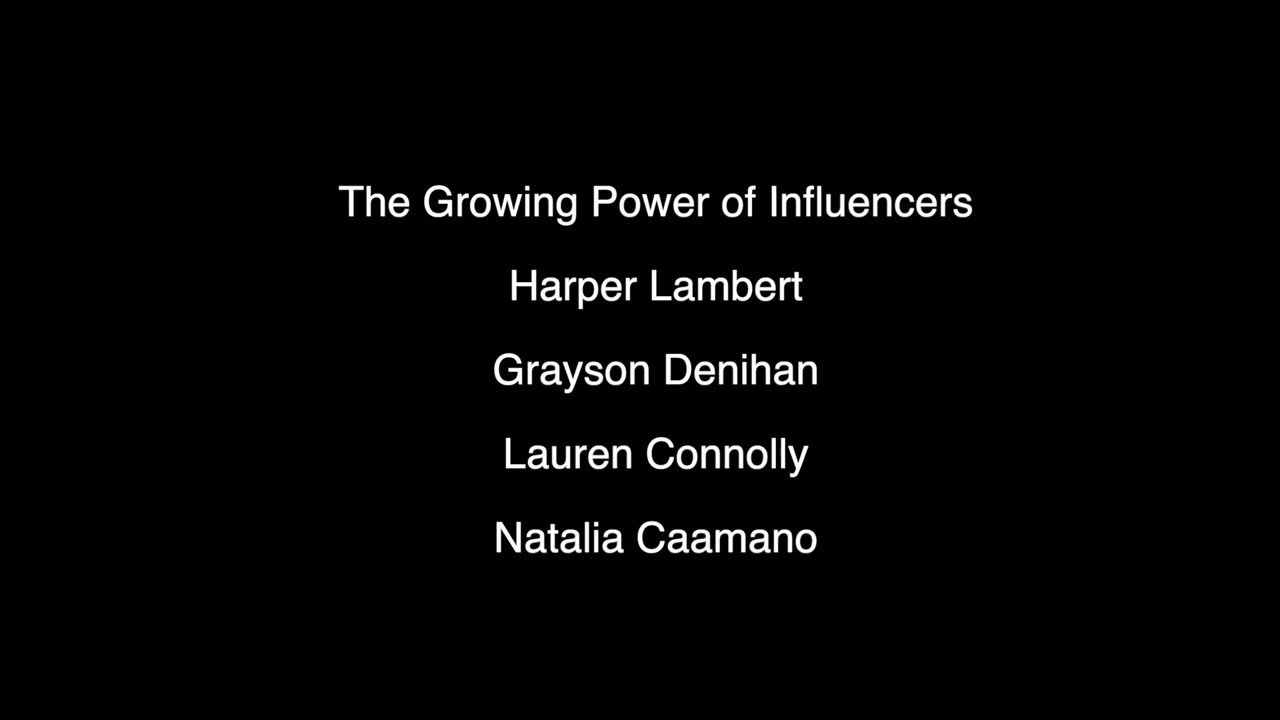 The Growing Power of Influencers
Harper Lambert
Grayson Denihan
Lauren Connolly
Natalia Caamano